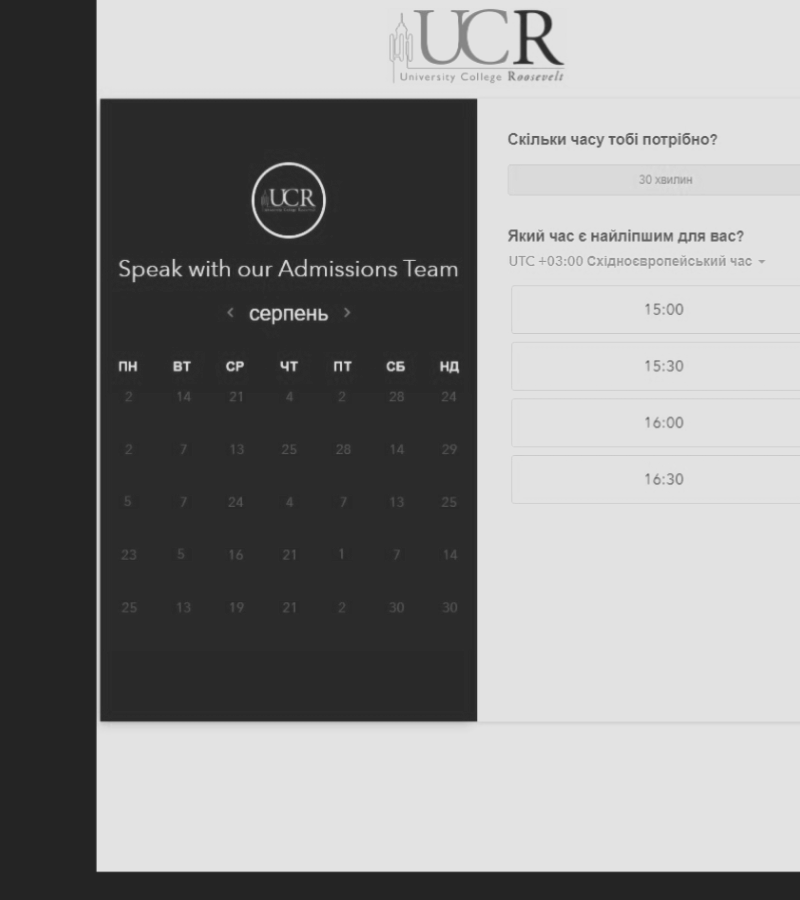 UCR
University College Roosevelt
UCR
Speak with our Admissions Team
серпень
ПН ВТ СР ЧТ ПТ СБ НД
2 14 21 4 2 28 24
2 7 13 25 28 14 29
5 7 24 4 7 13 25
23 5 16 21 1 7 14
25 13 19 21 2 30 30
Скільки часу тобі потрібно?
30 хвилин
Який час є найліпшим для вас?
UTC +03:00 Східноєвропейський час
15:00
15:30
16:00
16:30